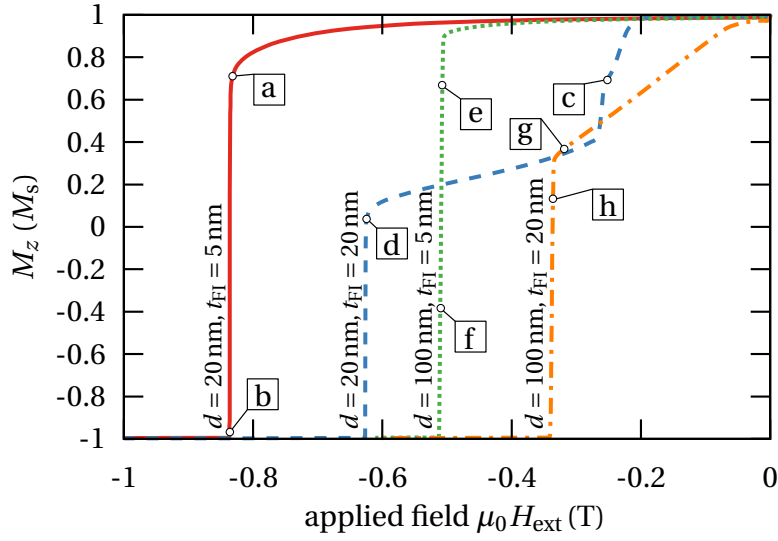 1
0.8
0.6
0.4
0.2
0
-0.2
-0.4
-0.6
-0.8
-1
M_z (M_s)
a
b
c
d
e
f
g
h
d = 20 nm, t_FI = 5 nm
d = 20 nm, t_FI = 20 nm
d = 100 nm, t_FI = 5 nm
d = 100 nm, t_FI = 20 nm
-1 -0.8 -0.6 -0.4 -0.2 0
applied field μ₀ H_ext (T)